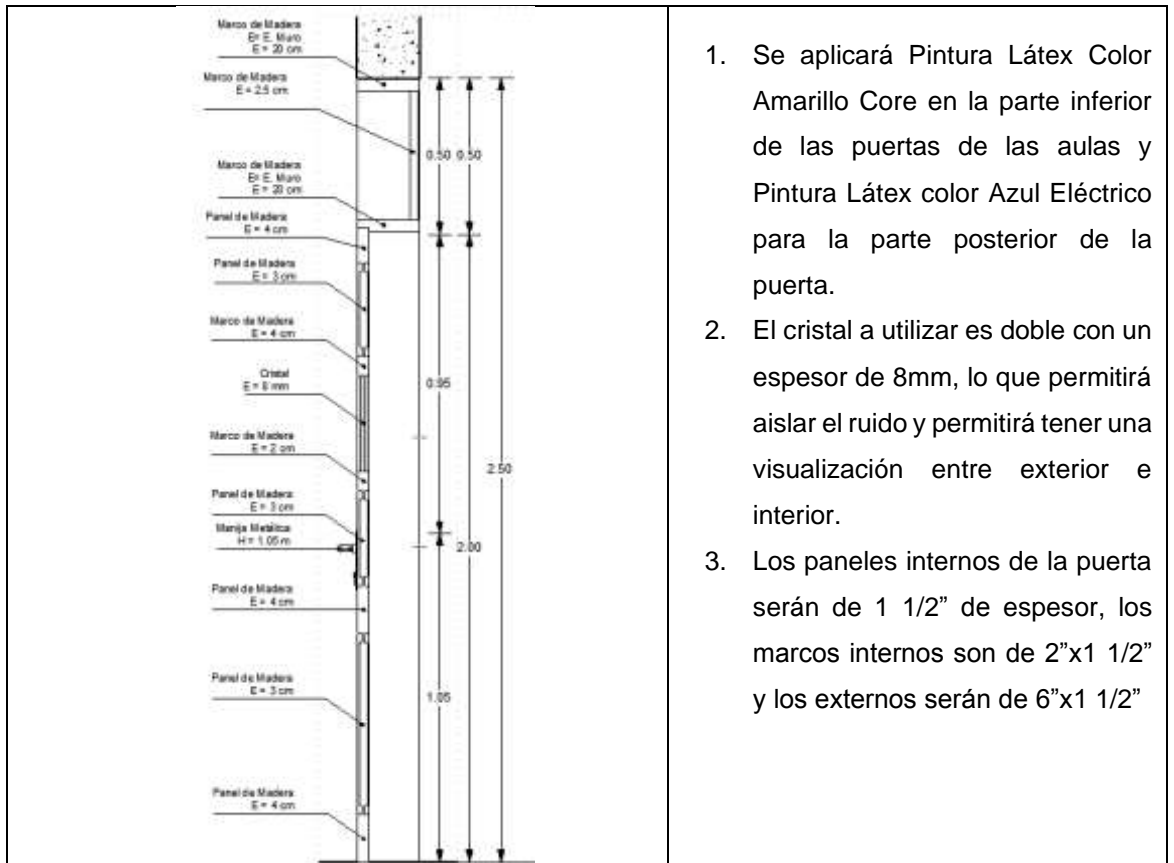 Marco de Madera
E= E. Muro
E = 20 cm
Marco de Madera
E = 2.5 cm
Marco de Madera
E= E. Muro
E = 20 cm
Panel de Madera
E = 4 cm
Panel de Madera
E = 3 cm
Marco de Madera
E = 4 cm
Cristal
E = 8 mm
Marco de Madera
E = 2 cm
Panel de Madera
E = 3 cm
Manija Metálica
H = 1.05 m
Panel de Madera
E = 4 cm
Panel de Madera
E = 3 cm
Panel de Madera
E = 4 cm
0.50 0.50
0.95
2.50
2.00
1.05
1. Se aplicará Pintura Látex Color
Amarillo Core en la parte inferior
de las puertas de las aulas y
Pintura Látex color Azul Eléctrico
para la parte posterior de la
puerta.
2. El cristal a utilizar es doble con un
espesor de 8mm, lo que permitirá
aislar el ruido y permitirá tener una
visualización entre exterior e
interior.
3. Los paneles internos de la puerta
serán de 1 1/2” de espesor, los
marcos internos son de 2”x1 1/2”
y los externos serán de 6”x1 1/2”